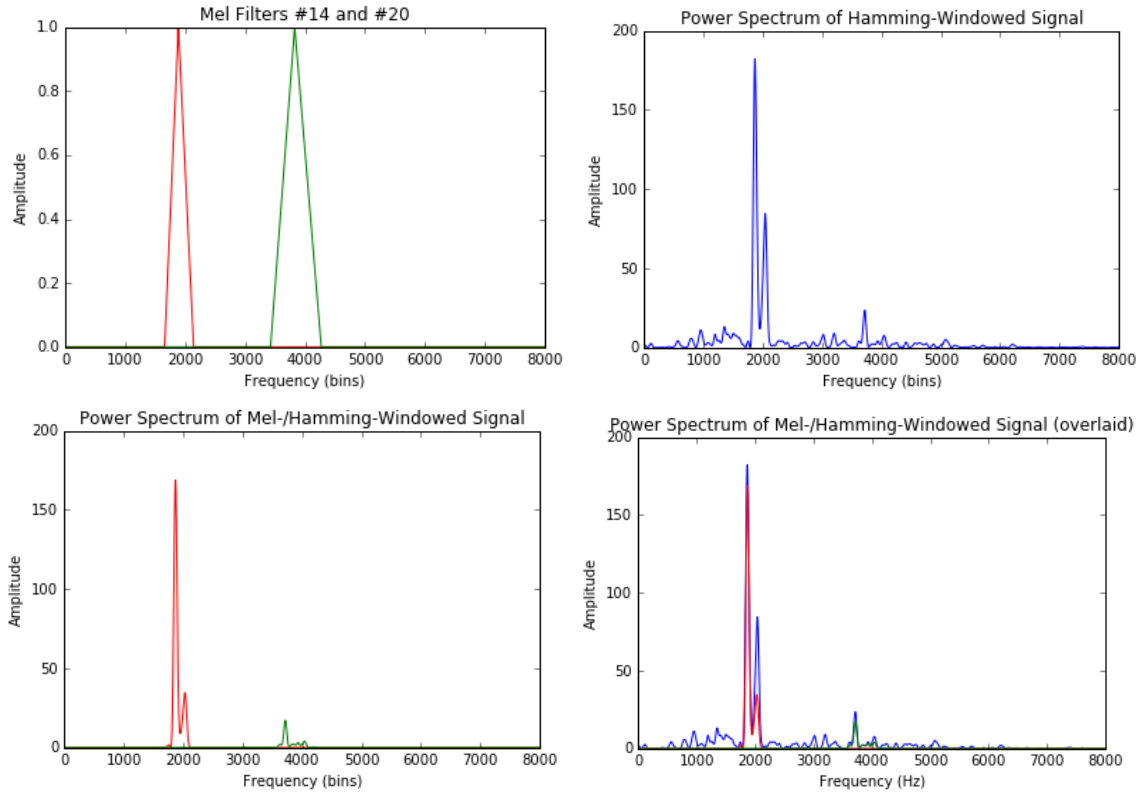 Mel Filters #14 and #20
1.0
0.8
0.6
0.4
0.2
0.0
Amplitude
0 1000 2000 3000 4000 5000 6000 7000 8000
Frequency (bins)
Power Spectrum of Hamming-Windowed Signal
200
150
100
50
0
Amplitude
0 1000 2000 3000 4000 5000 6000 7000 8000
Frequency (bins)
Power Spectrum of Mel-/Hamming-Windowed Signal
200
150
100
50
0
Amplitude
0 1000 2000 3000 4000 5000 6000 7000 8000
Frequency (bins)
Power Spectrum of Mel-/Hamming-Windowed Signal (overlaid)
200
150
100
50
0
Amplitude
0 1000 2000 3000 4000 5000 6000 7000 8000
Frequency (Hz)